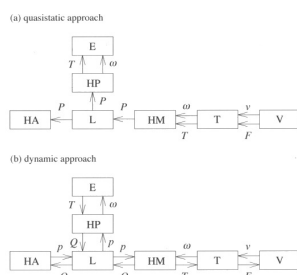 (a) quasistatic approach
E
T ω
HP
P
P P ω v
HA L HM T V
T F
(b) dynamic approach
E
T ω
HP
Q p
p p ω v
HA L HM T V